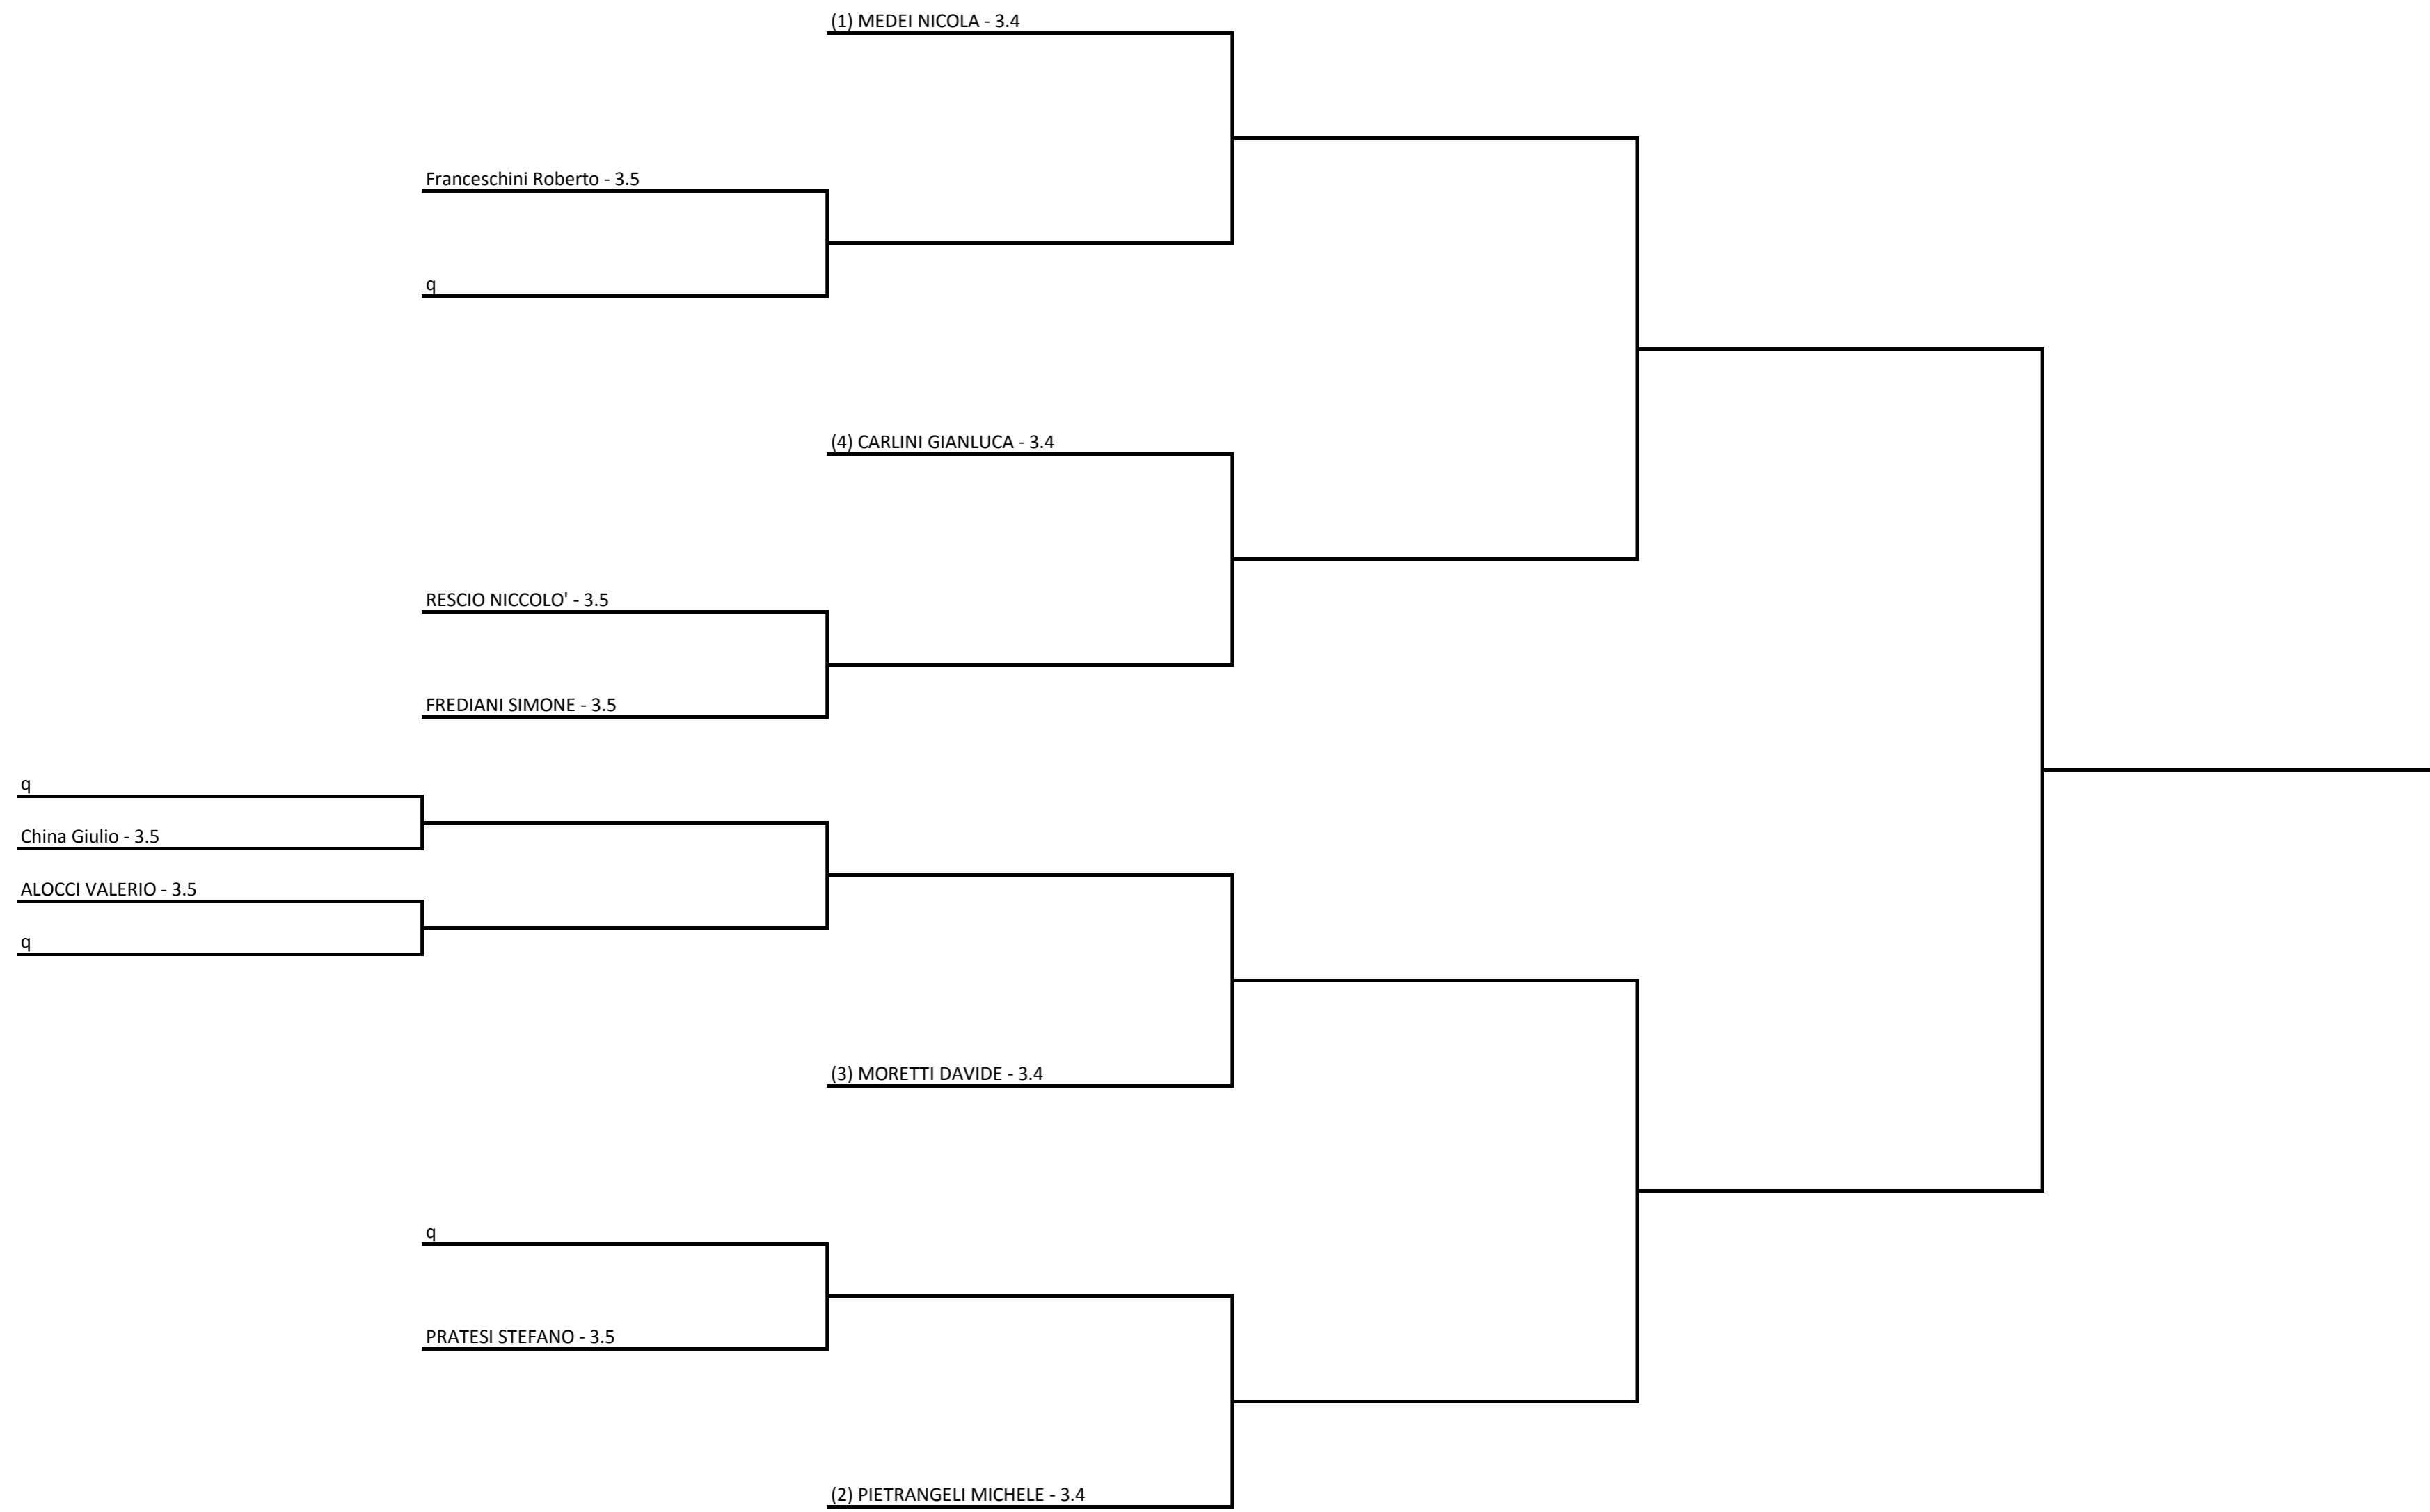 (1) MEDEI NICOLA - 3.4
Franceschini Roberto - 3.5
q
(4) CARLINI GIANLUCA - 3.4
RESCIO NICCOLO' - 3.5
FREDIANI SIMONE - 3.5
q
China Giulio - 3.5
ALOCCI VALERIO - 3.5
q
(3) MORETTI DAVIDE - 3.4
q
PRATESI STEFANO - 3.5
(2) PIETRANGELI MICHELE - 3.4